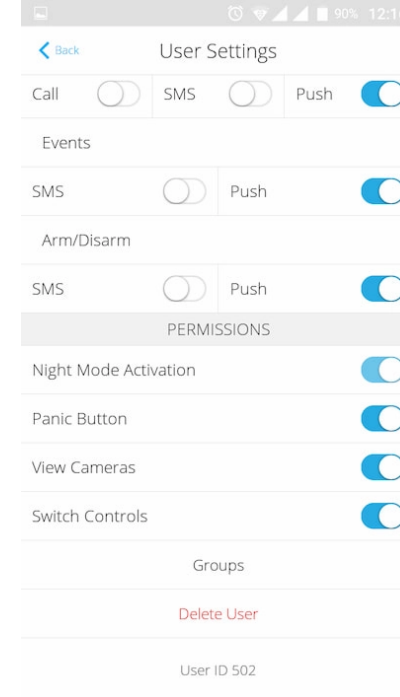 90% 12:1
Back User Settings
Call SMS Push
Events
SMS Push
Arm/Disarm
SMS Push
PERMISSIONS
Night Mode Activation
Panic Button
View Cameras
Switch Controls
Groups
Delete User
User ID 502